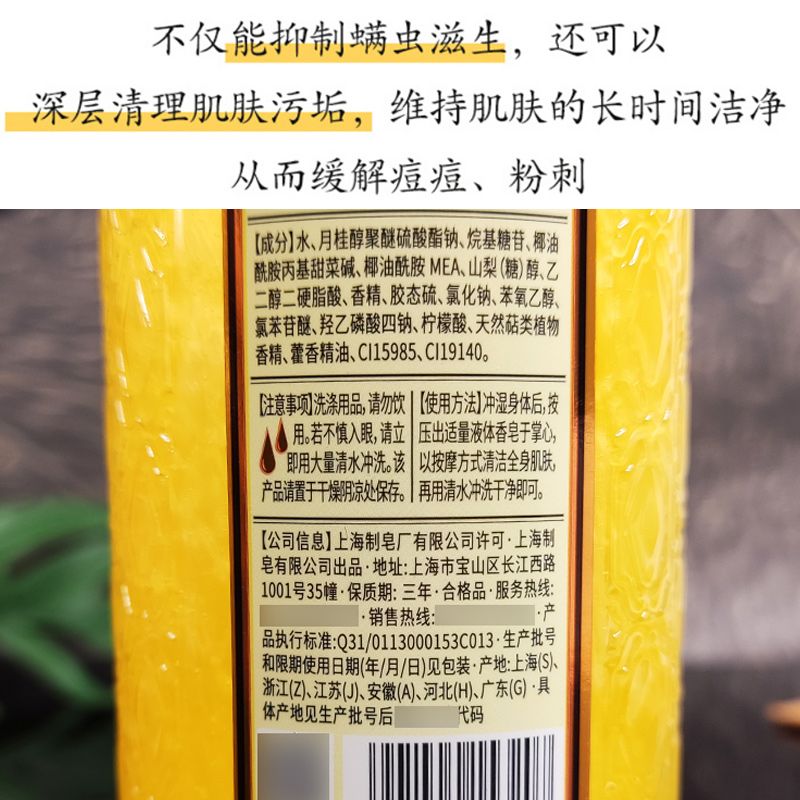 不仅能抑制螨虫滋生，还可以
深层清理肌肤污垢，维持肌肤的长时间洁净
从而缓解痘痘、粉刺
【成分】水、月桂醇聚醚硫酸酯钠、烷基糖苷、椰油
酰胺丙基甜菜碱、椰油酰胺 MEA、山梨(糖)醇、乙
二醇二硬脂酸、香精、胶态硫、氯化钠、苯氧乙醇、
氯苯甘醚、羟乙磷酸四钠、柠檬酸、天然萜类植物
香精、藿香精油、CI15985、CI19140。
【注意事项】洗涤用品，请勿饮
用。若不慎入眼，请立
即用大量清水冲洗。该
产品请置于干燥阴凉处保存。
【使用方法】冲湿身体后，按
压出适量液体香皂于掌心，
以按摩方式清洁全身肌肤，
再用清水冲洗干净即可。
【公司信息】上海制皂厂有限公司许可·上海制
皂有限公司出品·地址:上海市宝山区长江西路
1001号35幢·保质期: 三年·合格品·服务热线:
·销售热线: ·产
品执行标准:Q31/0113000153C013·生产批号
和限期使用日期(年/月/日)见包装·产地:上海(S)、
浙江(Z)、江苏(J)、安徽(A)、河北(H)、广东(G)·具
体产地见生产批号后 代码